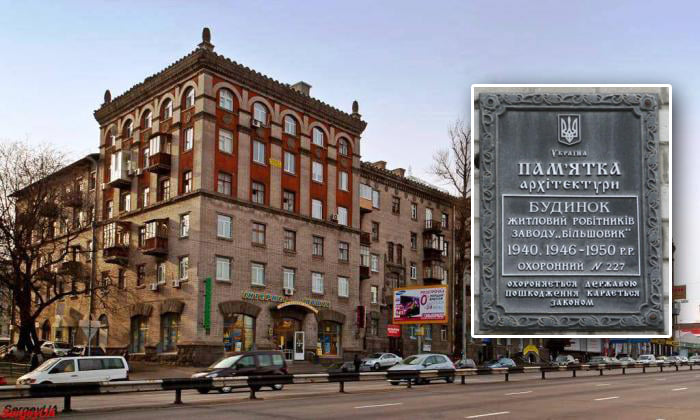 Україна
ПАМ'ЯТКА
архітектури
БУДИНОК
ЖИТЛОВИЙ РОБІТНИКІВ
ЗАВОДУ „БІЛЬШОВИК"
1940. 1946-1950 Р.Р.
ОХОРОННИЙ № 227
ОХОРОНЯЄТЬСЯ ДЕРЖАВОЮ
ПОШКОДЖЕННЯ КАРАЄТЬСЯ
ЗАКОНОМ